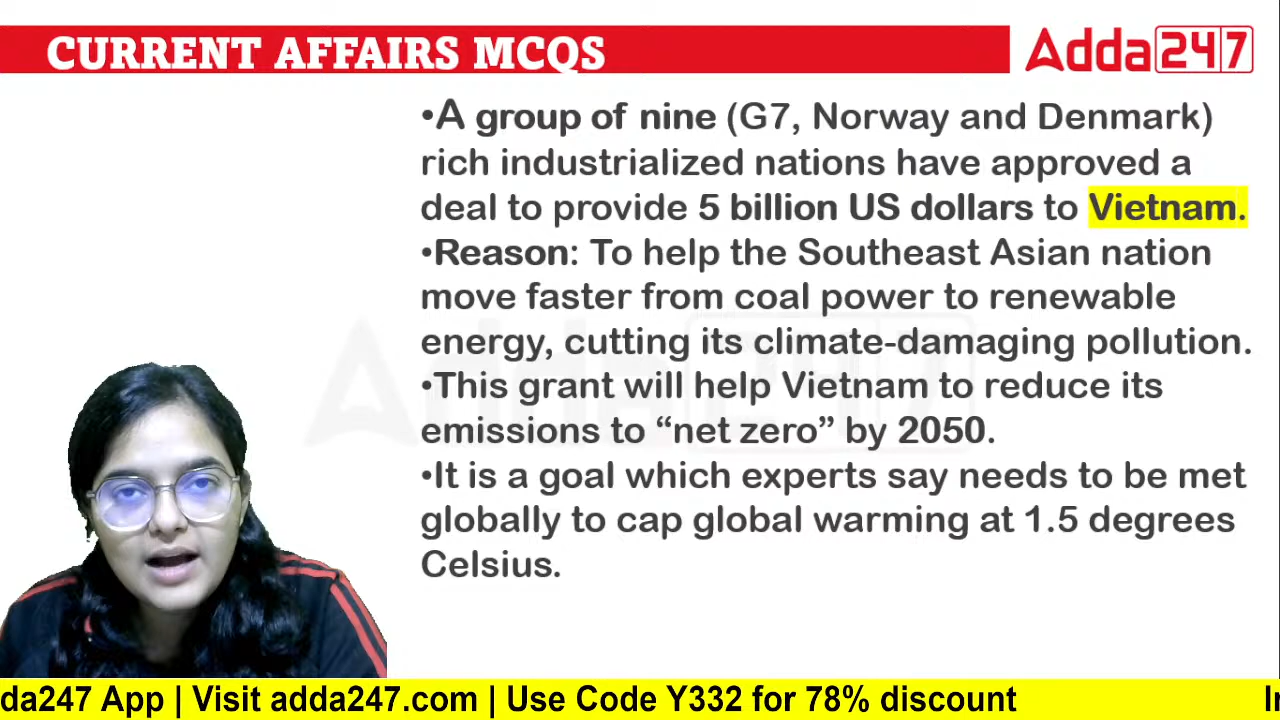 CURRENT AFFAIRS MCQS
Adda247
•A group of nine (G7, Norway and Denmark)
rich industrialized nations have approved a
deal to provide 5 billion US dollars to Vietnam.
•Reason: To help the Southeast Asian nation
move faster from coal power to renewable
energy, cutting its climate-damaging pollution.
•This grant will help Vietnam to reduce its
emissions to “net zero” by 2050.
•It is a goal which experts say needs to be met
globally to cap global warming at 1.5 degrees
Celsius.
Adda247
da247 App | Visit adda247.com | Use Code Y332 for 78% discount